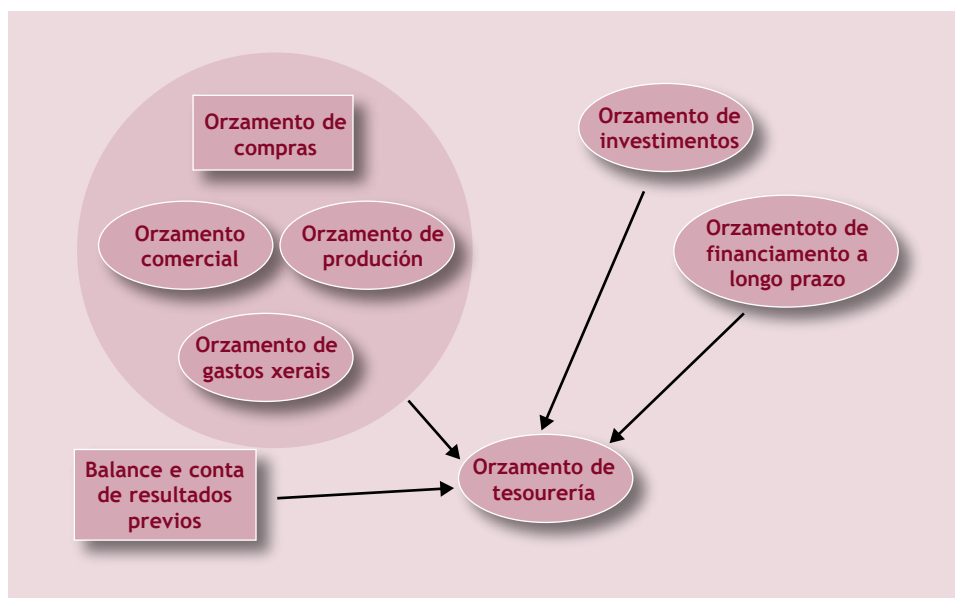 Orzamento de
compras
Orzamento
comercial
Orzamento de
produción
Orzamento de
gastos xerais
Orzamento de
investimentos
Orzamentoto de
financiamento a
longo prazo
Balance e conta
de resultados
previos
Orzamento de
tesourería